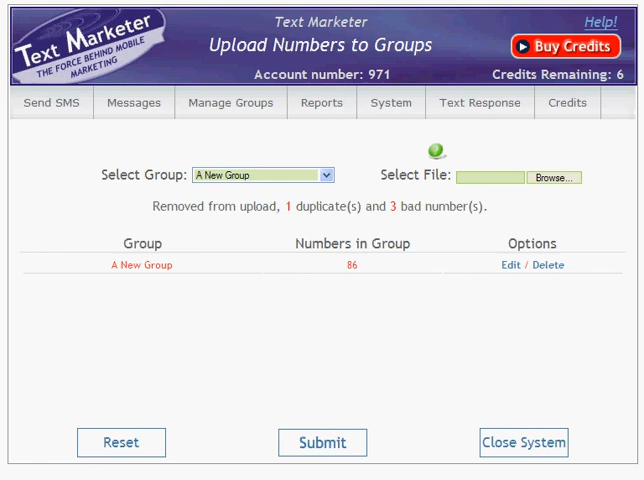 Text Marketer
THE FORCE BEHIND MOBILE
MARKETING
Text Marketer
Help!
Upload Numbers to Groups
Buy Credits
Account number: 971
Credits Remaining: 6
Send SMS
Messages
Manage Groups
Reports
System
Text Response
Credits
Select Group: A New Group
Select File: Browse...
Removed from upload, 1 duplicate(s) and 3 bad number(s).
Group Numbers in Group Options
A New Group 86 Edit / Delete
Reset Submit Close System